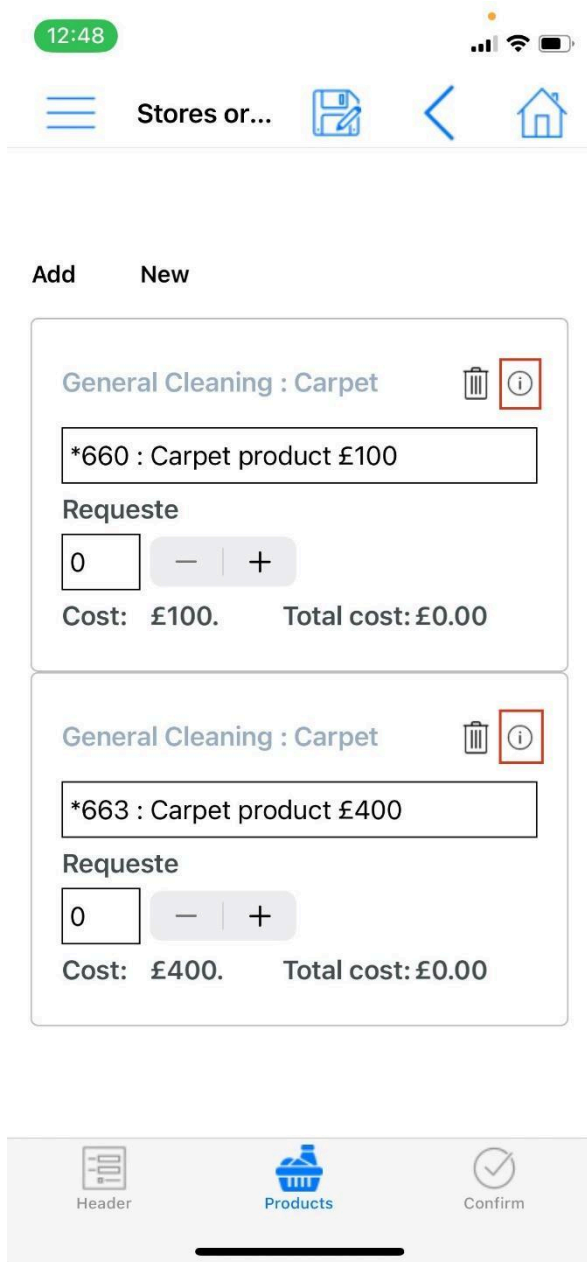 12:48
Stores or...
Add New
General Cleaning : Carpet
*660 : Carpet product £100
Requeste
0 — +
Cost: £100. Total cost: £0.00
General Cleaning : Carpet
*663 : Carpet product £400
Requeste
0 — +
Cost: £400. Total cost: £0.00
Header Products Confirm